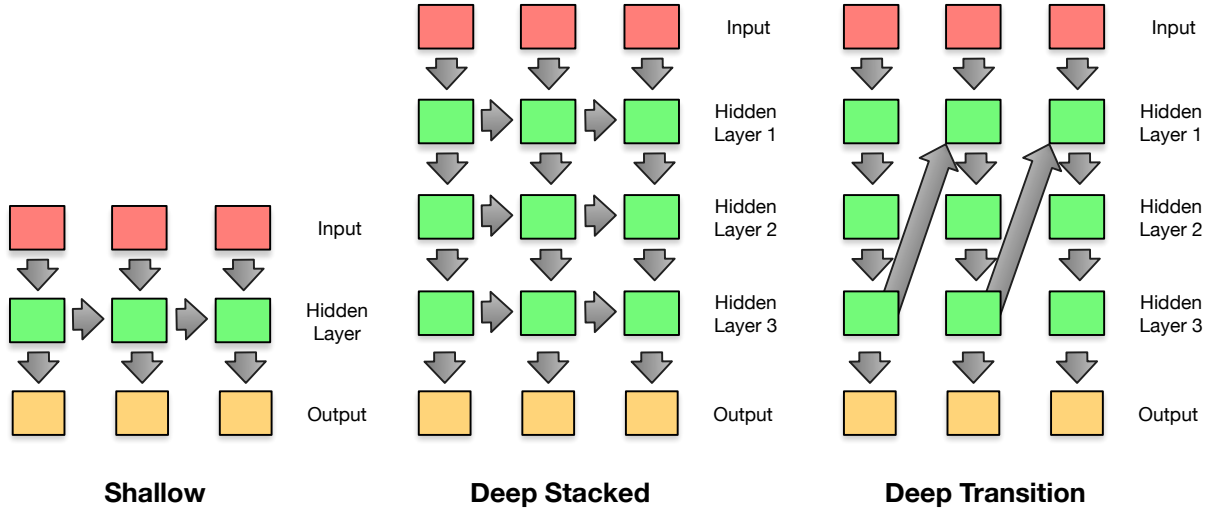 Input
Hidden
Layer
Output
Shallow
Input
Hidden
Layer 1
Hidden
Layer 2
Hidden
Layer 3
Output
Deep Stacked
Input
Hidden
Layer 1
Hidden
Layer 2
Hidden
Layer 3
Output
Deep Transition